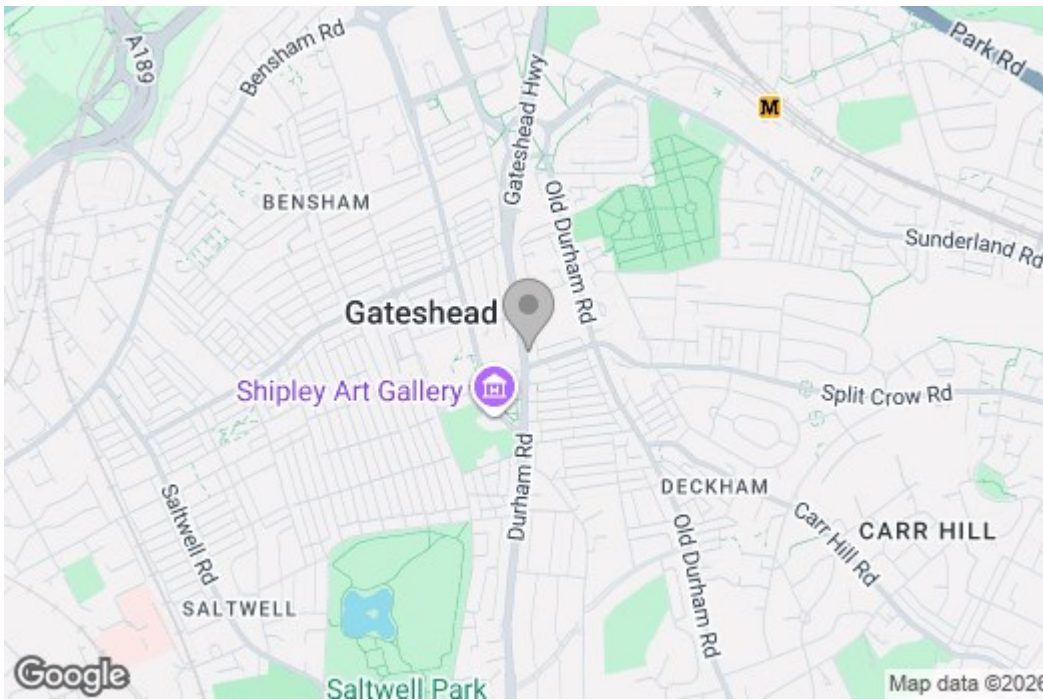 A189
Bensham Rd
Gateshead Hwy
Park Rd
M
BENSHAM
Old Durham Rd
Sunderland Rd
Gateshead
Shipley Art Gallery
Split Crow Rd
Durham Rd
DECKHAM
Saltwell Rd
Old Durham Rd
Carr Hill Rd
CARR HILL
SALTWELL
Saltwell Park
Google
Map data ©2026